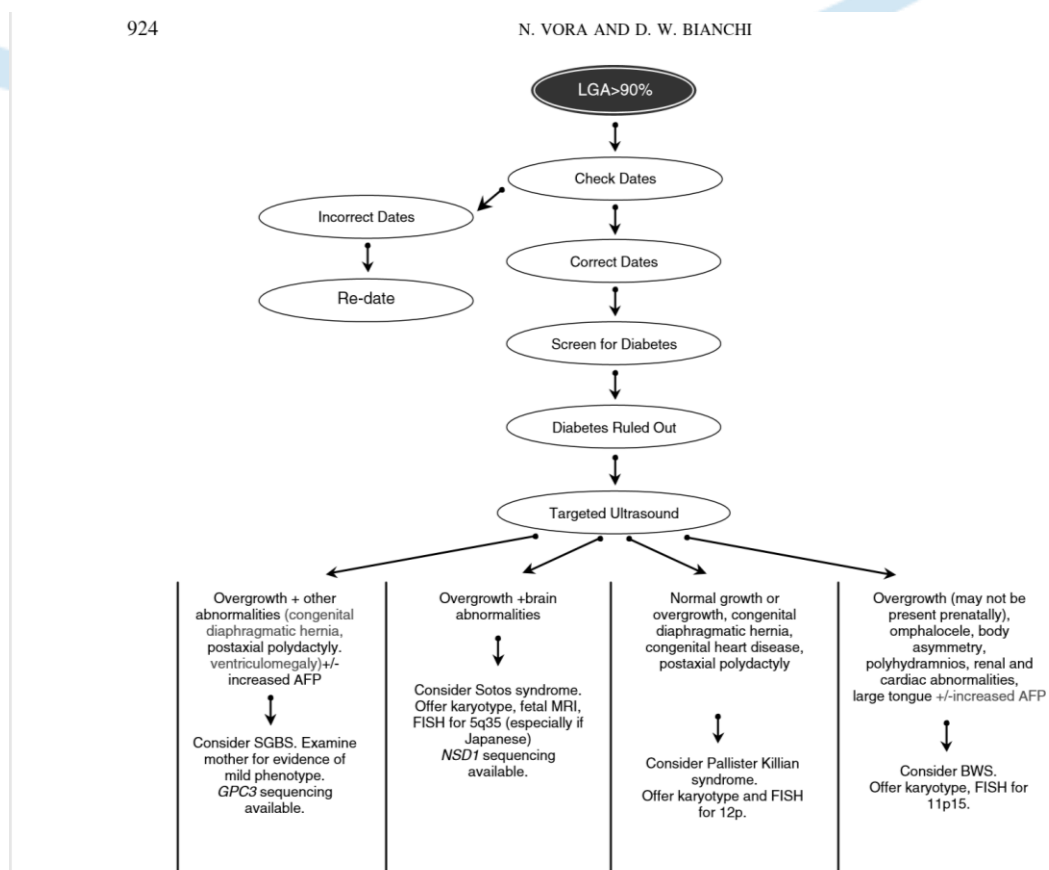 924
N. VORA AND D. W. BIANCHI
LGA>90%
Check Dates
Incorrect Dates
Correct Dates
Re-date
Screen for Diabetes
Diabetes Ruled Out
Targeted Ultrasound
Overgrowth + other
abnormalities (congenital
diaphragmatic hernia,
postaxial polydactyly.
ventriculomegaly)+/-
increased AFP
Consider SGBS. Examine
mother for evidence of
mild phenotype.
GPC3 sequencing
available.
Overgrowth +brain
abnormalities
Consider Sotos syndrome.
Offer karyotype, fetal MRI,
FISH for 5q35 (especially if
Japanese)
NSD1 sequencing
available.
Normal growth or
overgrowth, congenital
diaphragmatic hernia,
congenital heart disease,
postaxial polydactyly
Consider Pallister Killian
syndrome.
Offer karyotype and FISH
for 12p.
Overgrowth (may not be
present prenatally),
omphalocele, body
asymmetry,
polyhydramnios, renal and
cardiac abnormalities,
large tongue +/-increased AFP
Consider BWS.
Offer karyotype, FISH for
11p15.